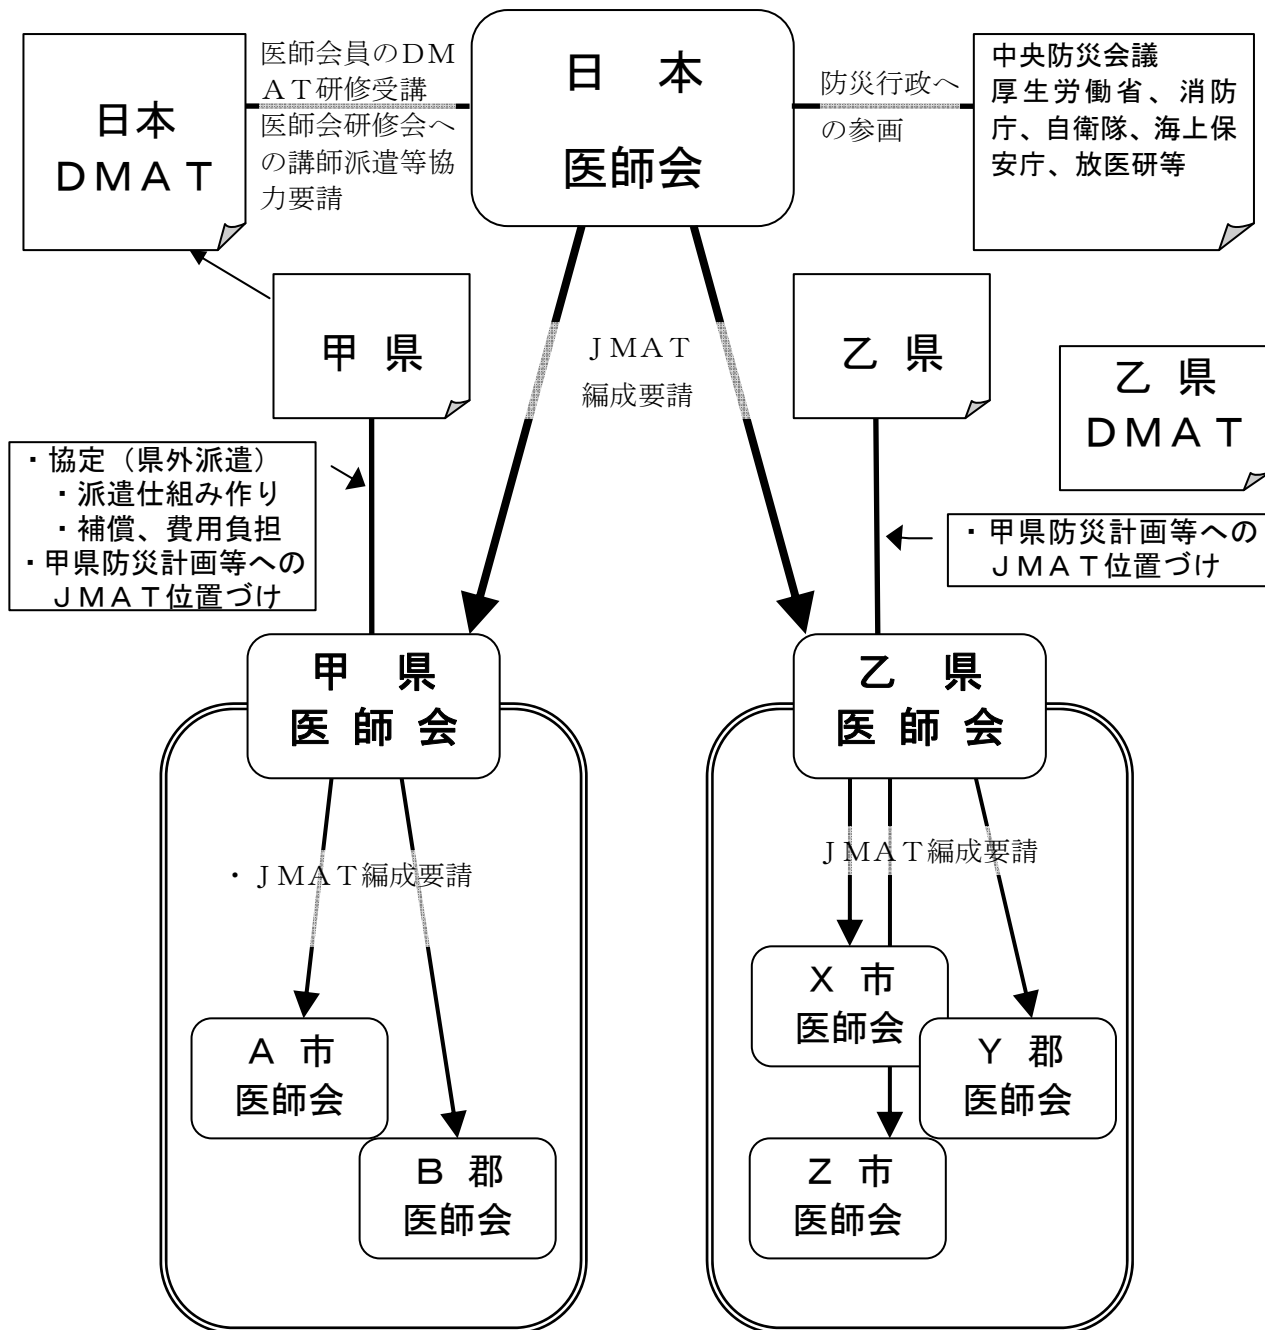 日本
ＤＭＡＴ
医師会員のＤＭ
ＡＴ研修受講
医師会研修会へ
の講師派遣等協
力要請
日　本
医師会
防災行政へ
の参画
中央防災会議
厚生労働省、消防
庁、自衛隊、海上保
安庁、放医研等
甲 県
ＪＭＡＴ
編成要請
乙 県
乙 県
ＤＭＡＴ
・協定（県外派遣）
・派遣仕組み作り
・補償、費用負担
・甲県防災計画等への
ＪＭＡＴ位置づけ
・甲県防災計画等への
ＪＭＡＴ位置づけ
甲　県
医 師 会
乙　県
医 師 会
・ＪＭＡＴ編成要請
ＪＭＡＴ編成要請
Ａ 市
医師会
Ｂ 郡
医師会
Ｘ 市
医師会
Ｙ 郡
医師会
Ｚ 市
医師会